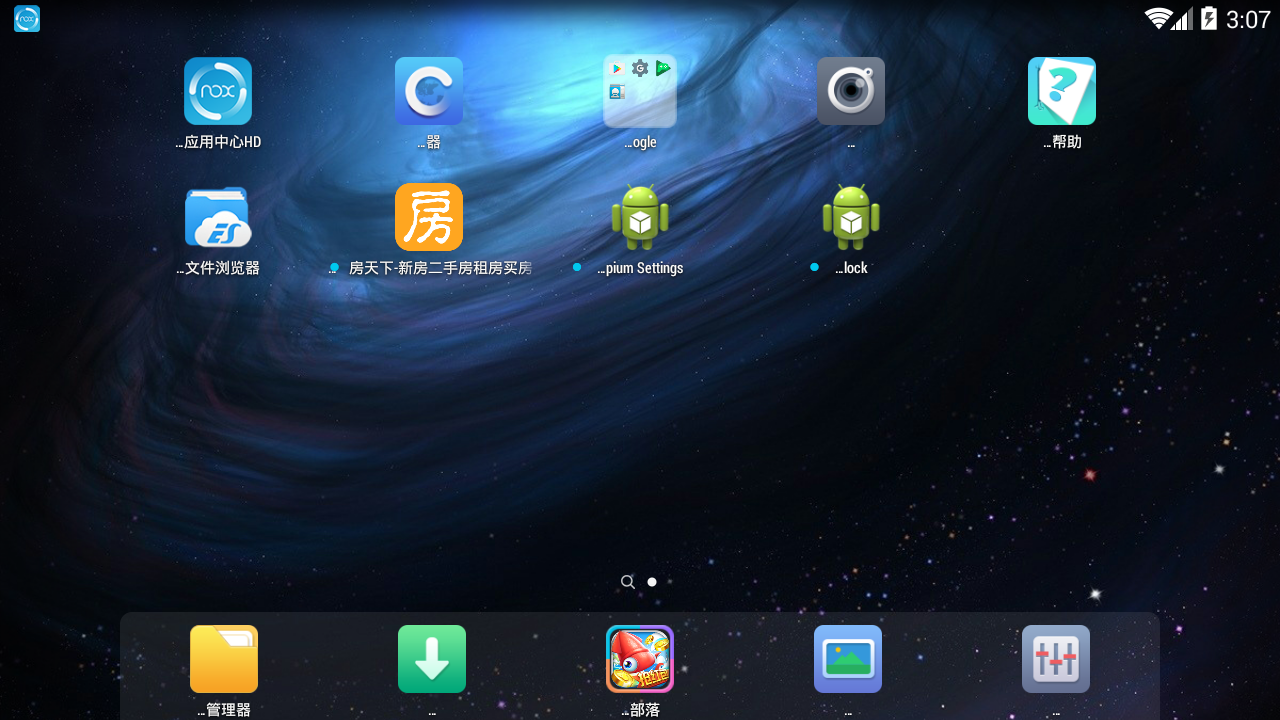 nox
3:07
nox
G
...应用中心HD
...器
...ogle
...
...帮助
ES
房
...文件浏览器
... 房天下-新房二手房租房买房
...pium Settings
...lock
...管理器
...
...部落
...
...